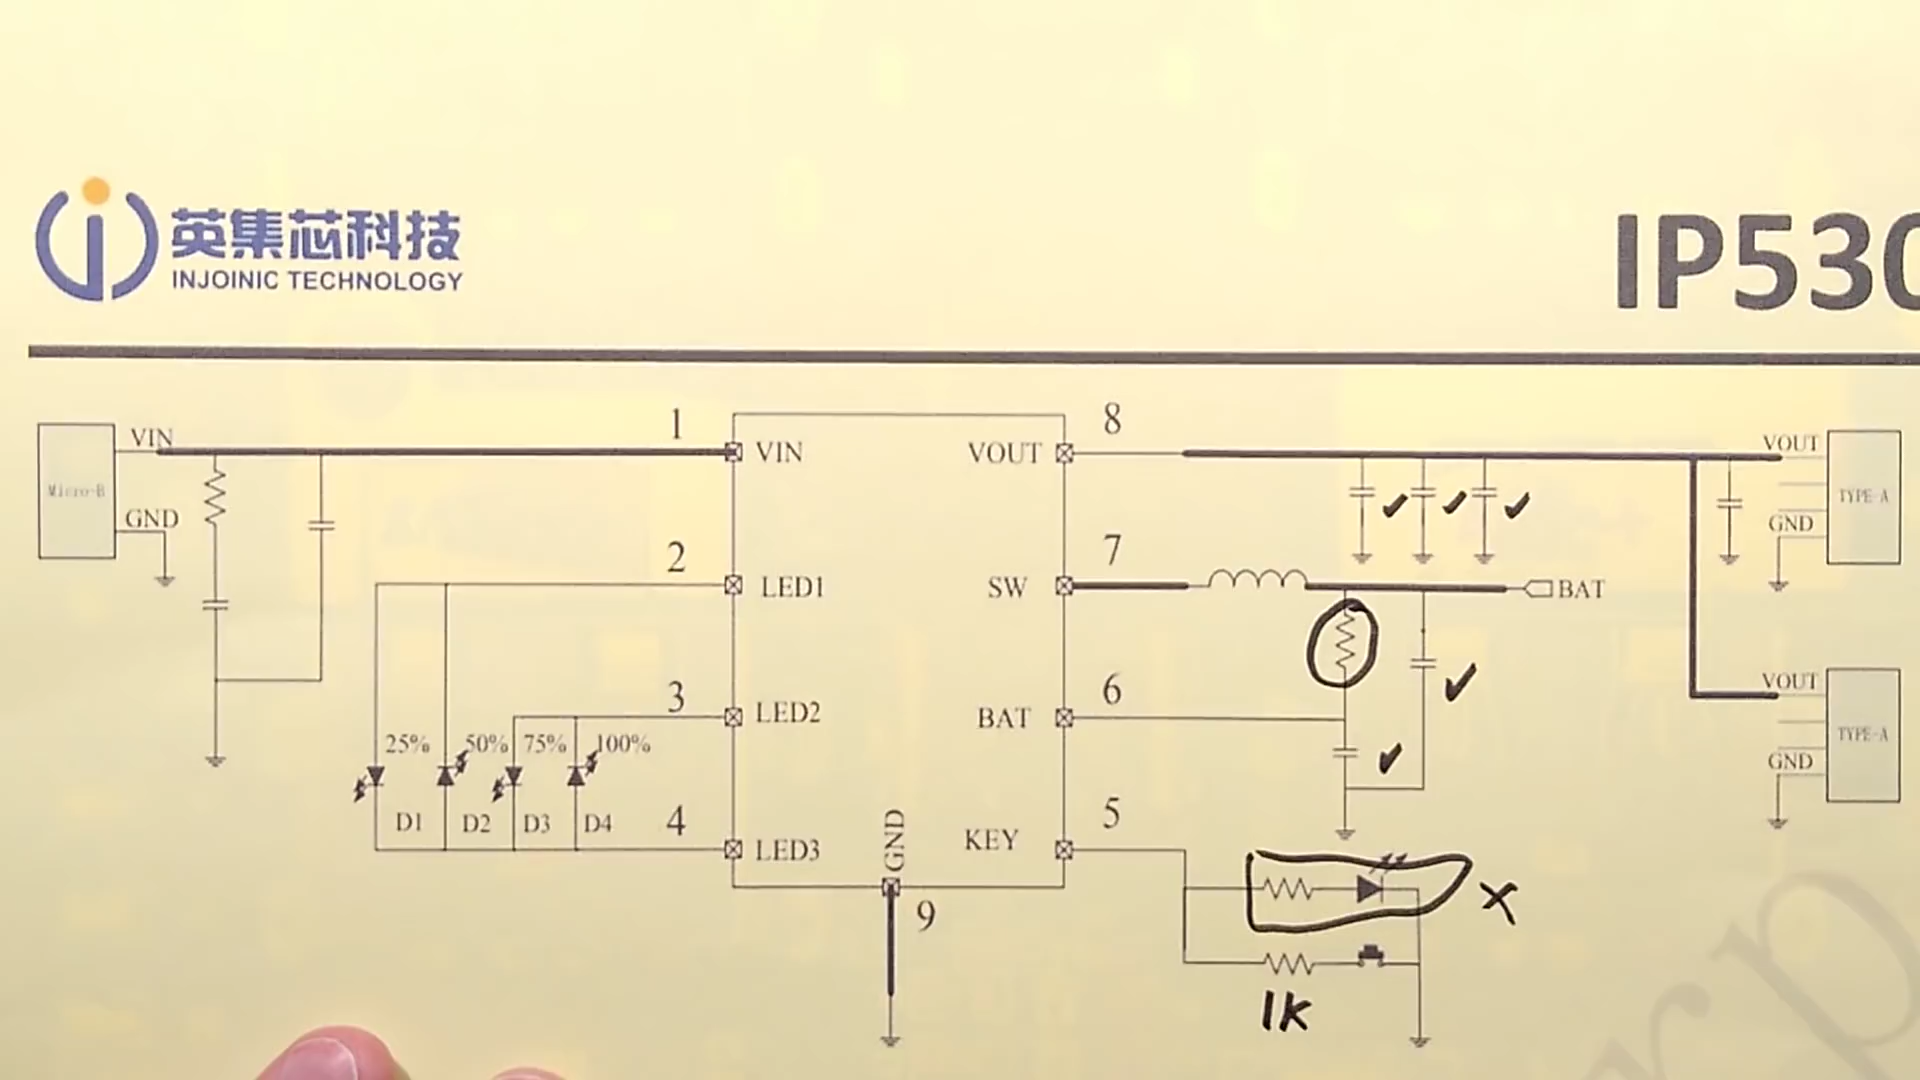 英集芯科技
INJOINIC TECHNOLOGY
IP530
Micro-B
VIN
GND
1
VIN
2
LED1
3
LED2
4
LED3
25%
50%
75%
100%
D1
D2
D3
D4
GND
9
VOUT
8
SW
7
BAT
6
KEY
5
BAT
VOUT
GND
TYPE-A
VOUT
GND
TYPE-A
X
1K
rp